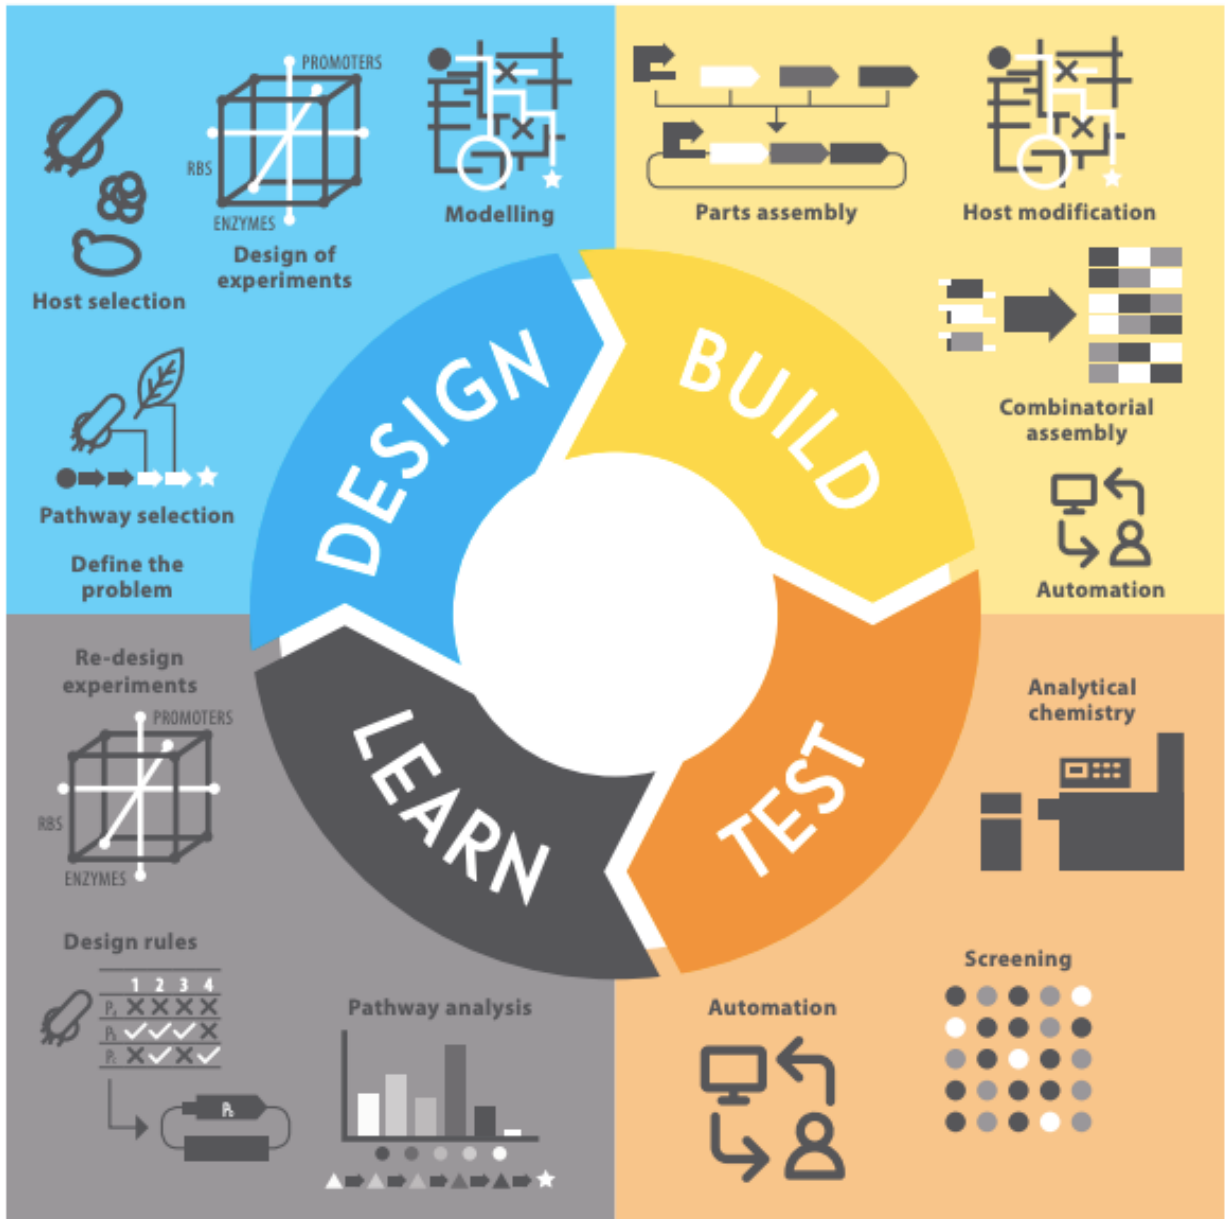 PROMOTERS
RBS
ENZYMES
Design of
experiments
Modelling
Host selection
Pathway selection
Define the
problem
DESIGN
Parts assembly
Host modification
Combinatorial
assembly
Automation
BUILD
Analytical
chemistry
Screening
Automation
TEST
Re-design
experiments
PROMOTERS
RBS
ENZYMES
Design rules
1 2 3 4
Pathway analysis
LEARN